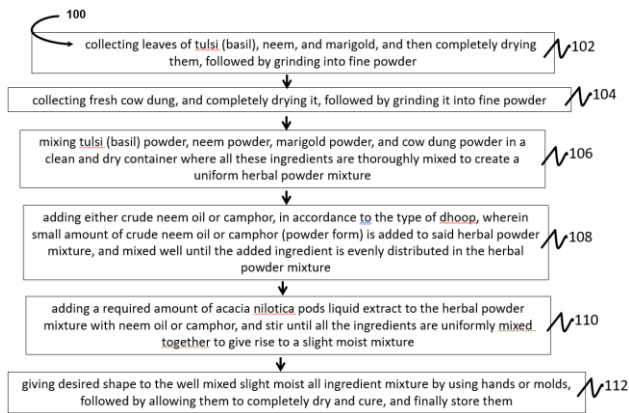 100
collecting leaves of tulsi (basil), neem, and marigold, and then completely drying
them, followed by grinding into fine powder
102
collecting fresh cow dung, and completely drying it, followed by grinding it into fine powder
104
mixing tulsi (basil) powder, neem powder, marigold powder, and cow dung powder in a
clean and dry container where all these ingredients are thoroughly mixed to create a
uniform herbal powder mixture
106
adding either crude neem oil or camphor, in accordance to the type of dhoop, wherein
small amount of crude neem oil or camphor (powder form) is added to said herbal powder
mixture, and mixed well until the added ingredient is evenly distributed in the herbal
powder mixture
108
adding a required amount of acacia nilotica pods liquid extract to the herbal powder
mixture with neem oil or camphor, and stir until all the ingredients are uniformly mixed
together to give rise to a slight moist mixture
110
giving desired shape to the well mixed slight moist all ingredient mixture by using hands or molds,
followed by allowing them to completely dry and cure, and finally store them
112